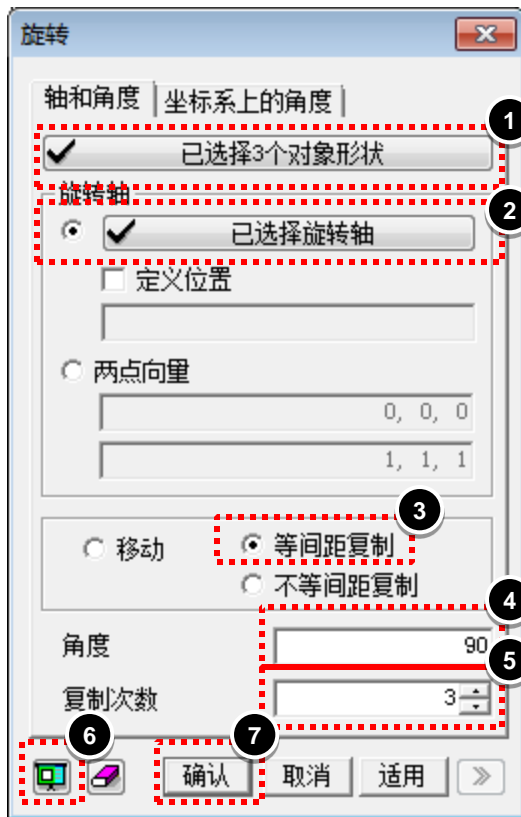 旋转
轴和角度 坐标系上的角度
1
已选择3个对象形状
旋转轴
2
已选择旋转轴
定义位置
两点向量
0, 0, 0
1, 1, 1
3
移动 等间距复制
不等间距复制
4
角度 90
5
复制次数 3
6 7
确认 取消 适用